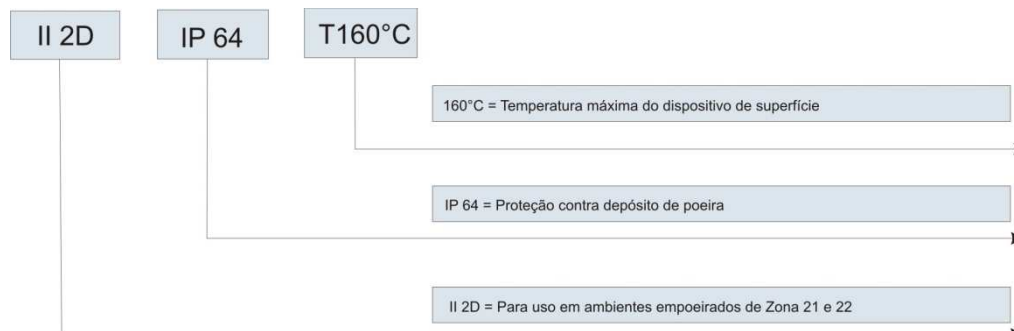 II 2D IP 64 T160°C
160°C = Temperatura máxima do dispositivo de superfície
IP 64 = Proteção contra depósito de poeira
II 2D = Para uso em ambientes empoeirados de Zona 21 e 22